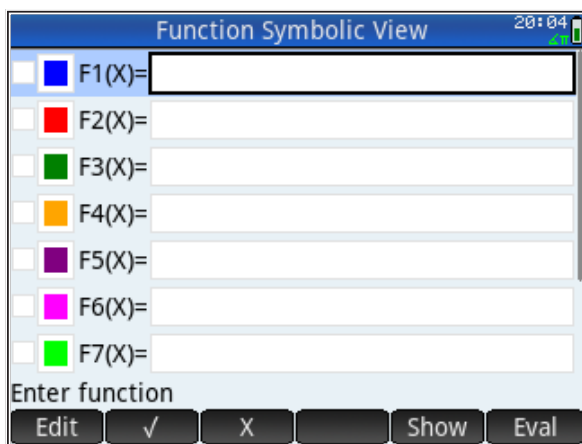 Function Symbolic View 20:04
∡π
F1(X)=
F2(X)=
F3(X)=
F4(X)=
F5(X)=
F6(X)=
F7(X)=
Enter function
Edit √ X Show Eval